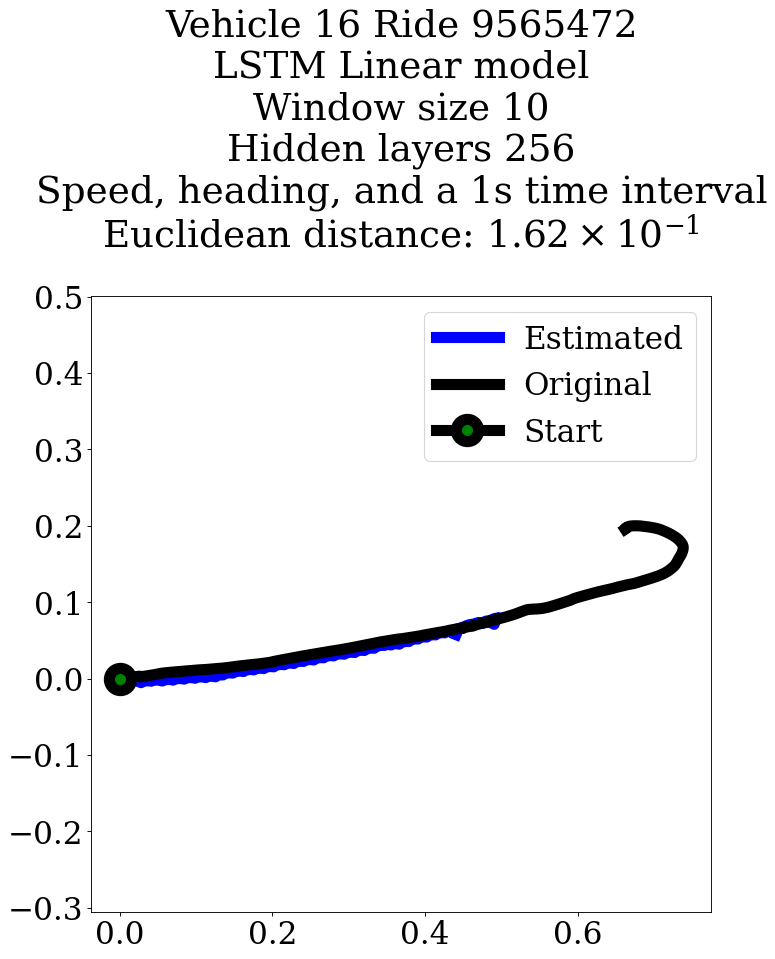 Vehicle 16 Ride 9565472
LSTM Linear model
Window size 10
Hidden layers 256
Speed, heading, and a 1s time interval
Euclidean distance: 1.62 × 10⁻¹
Estimated
Original
Start
0.5
0.4
0.3
0.2
0.1
0.0
−0.1
−0.2
−0.3
0.0 0.2 0.4 0.6